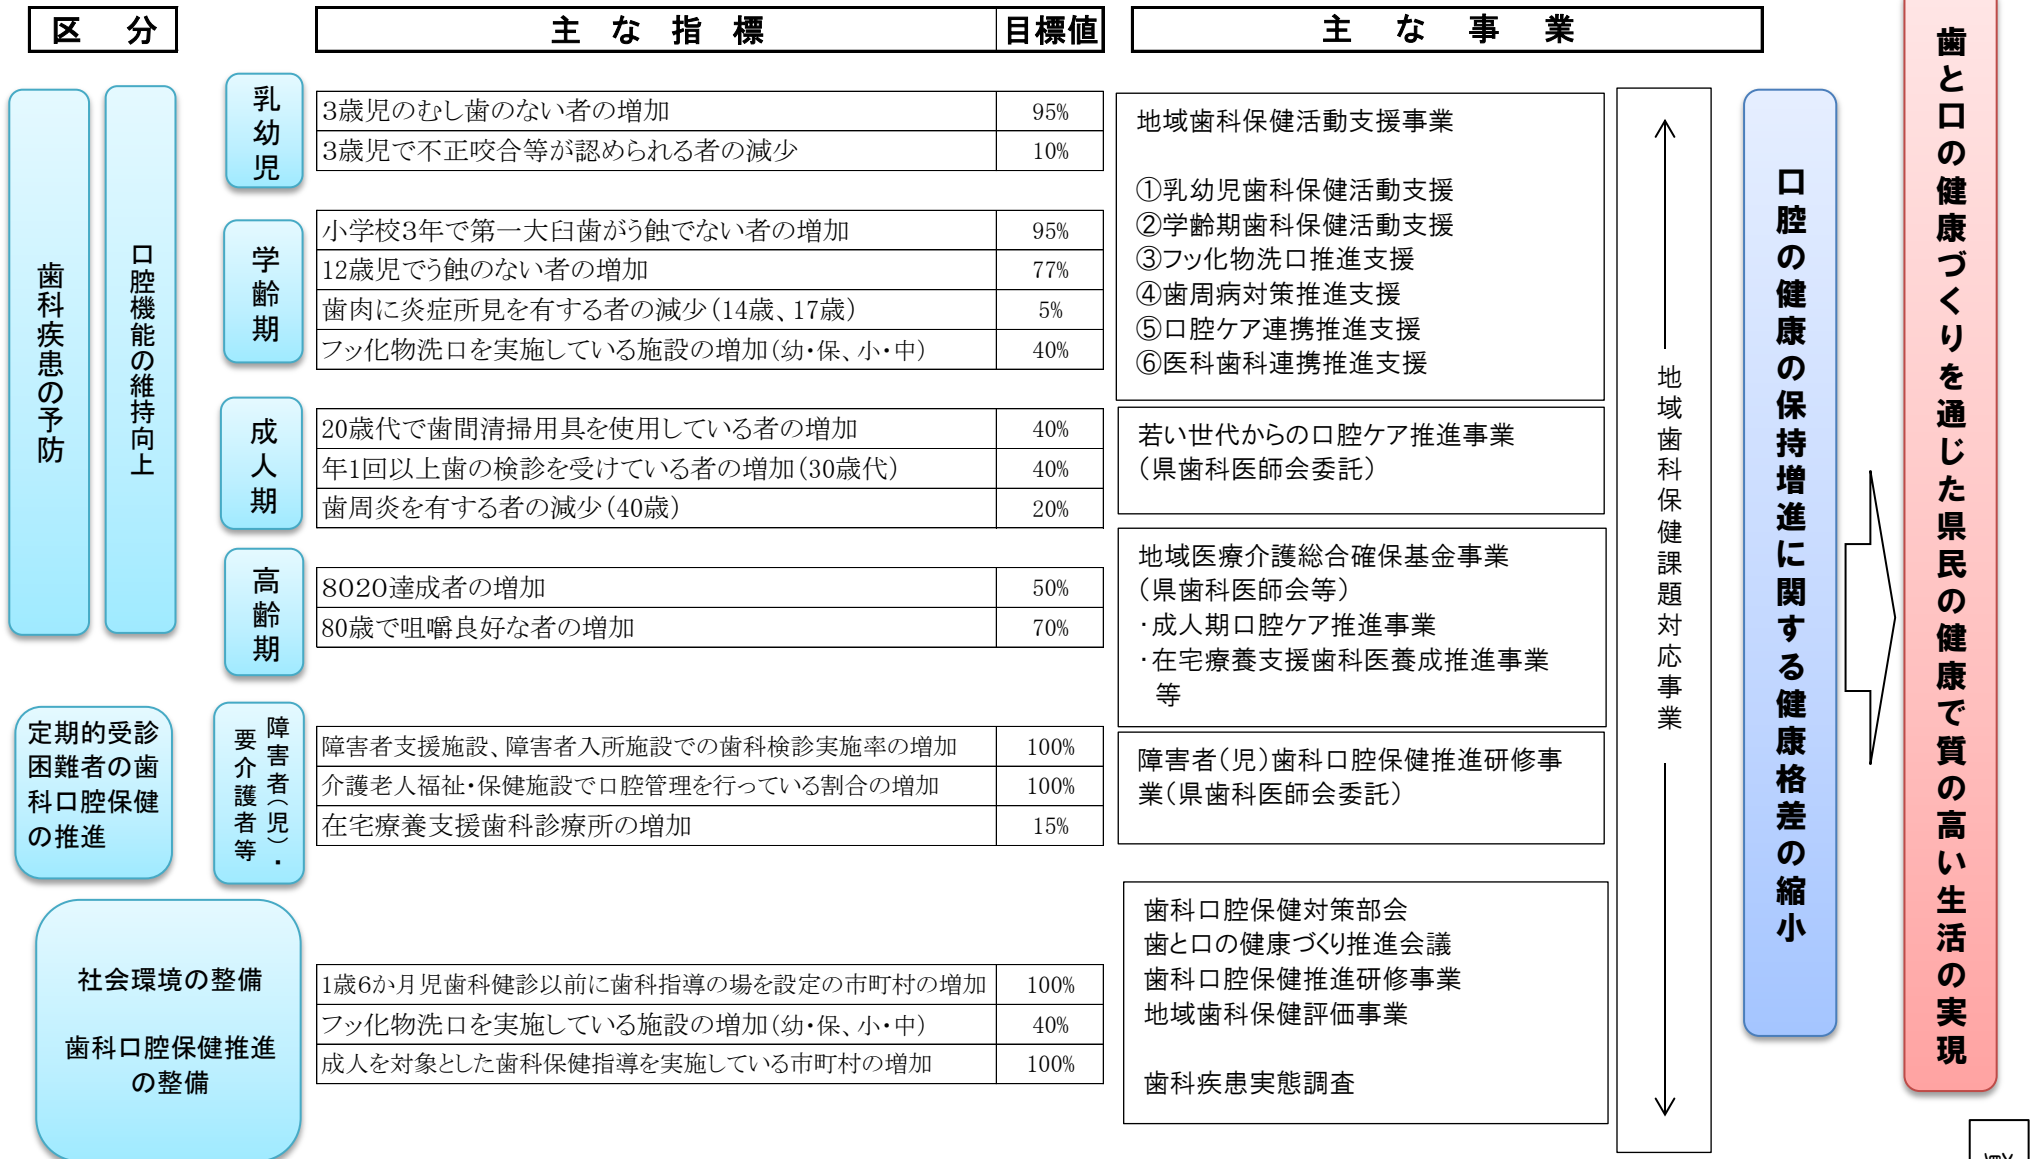 区 分
主 な 指 標
目標値
主 な 事 業
歯科疾患の予防
口腔機能の維持向上
乳幼児
3歳児のむし歯のない者の増加 95%
3歳児で不正咬合等が認められる者の減少 10%
学齢期
小学校3年で第一大臼歯がう蝕でない者の増加 95%
12歳児でう蝕のない者の増加 77%
歯肉に炎症所見を有する者の減少(14歳、17歳) 5%
フッ化物洗口を実施している施設の増加(幼・保、小・中) 40%
成人期
20歳代で歯間清掃用具を使用している者の増加 40%
年1回以上歯の検診を受けている者の増加(30歳代) 40%
歯周炎を有する者の減少(40歳) 20%
高齢期
8020達成者の増加 50%
80歳で咀嚼良好な者の増加 70%
定期的受診
困難者の歯
科口腔保健
の推進
障害者(児)・
要介護者等
障害者支援施設、障害者入所施設での歯科検診実施率の増加 100%
介護老人福祉・保健施設で口腔管理を行っている割合の増加 100%
在宅療養支援歯科診療所の増加 15%
社会環境の整備
歯科口腔保健推進
の整備
1歳6か月児歯科健診以前に歯科指導の場を設定の市町村の増加 100%
フッ化物洗口を実施している施設の増加(幼・保、小・中) 40%
成人を対象とした歯科保健指導を実施している市町村の増加 100%
地域歯科保健活動支援事業
①乳幼児歯科保健活動支援
②学齢期歯科保健活動支援
③フッ化物洗口推進支援
④歯周病対策推進支援
⑤口腔ケア連携推進支援
⑥医科歯科連携推進支援
若い世代からの口腔ケア推進事業
(県歯科医師会委託)
地域医療介護総合確保基金事業
(県歯科医師会等)
・成人期口腔ケア推進事業
・在宅療養支援歯科医養成推進事業
等
障害者(児)歯科口腔保健推進研修事
業(県歯科医師会委託)
歯科口腔保健対策部会
歯と口の健康づくり推進会議
歯科口腔保健推進研修事業
地域歯科保健評価事業
歯科疾患実態調査
地域歯科保健課題対応事業
口腔の健康の保持増進に関する健康格差の縮小
歯と口の健康づくりを通じた県民の健康で質の高い生活の実現